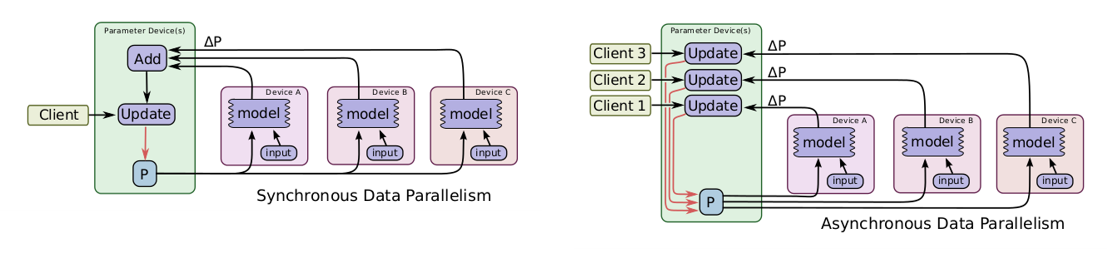 Parameter Device(s)
ΔP
Add
Device A
Device B
Device C
Client
Update
model
model
model
input
input
input
P
Synchronous Data Parallelism
Parameter Device(s)
Client 3
Update
ΔP
Client 2
Update
ΔP
Client 1
Update
ΔP
Device A
Device B
Device C
model
model
model
input
input
input
P
Asynchronous Data Parallelism